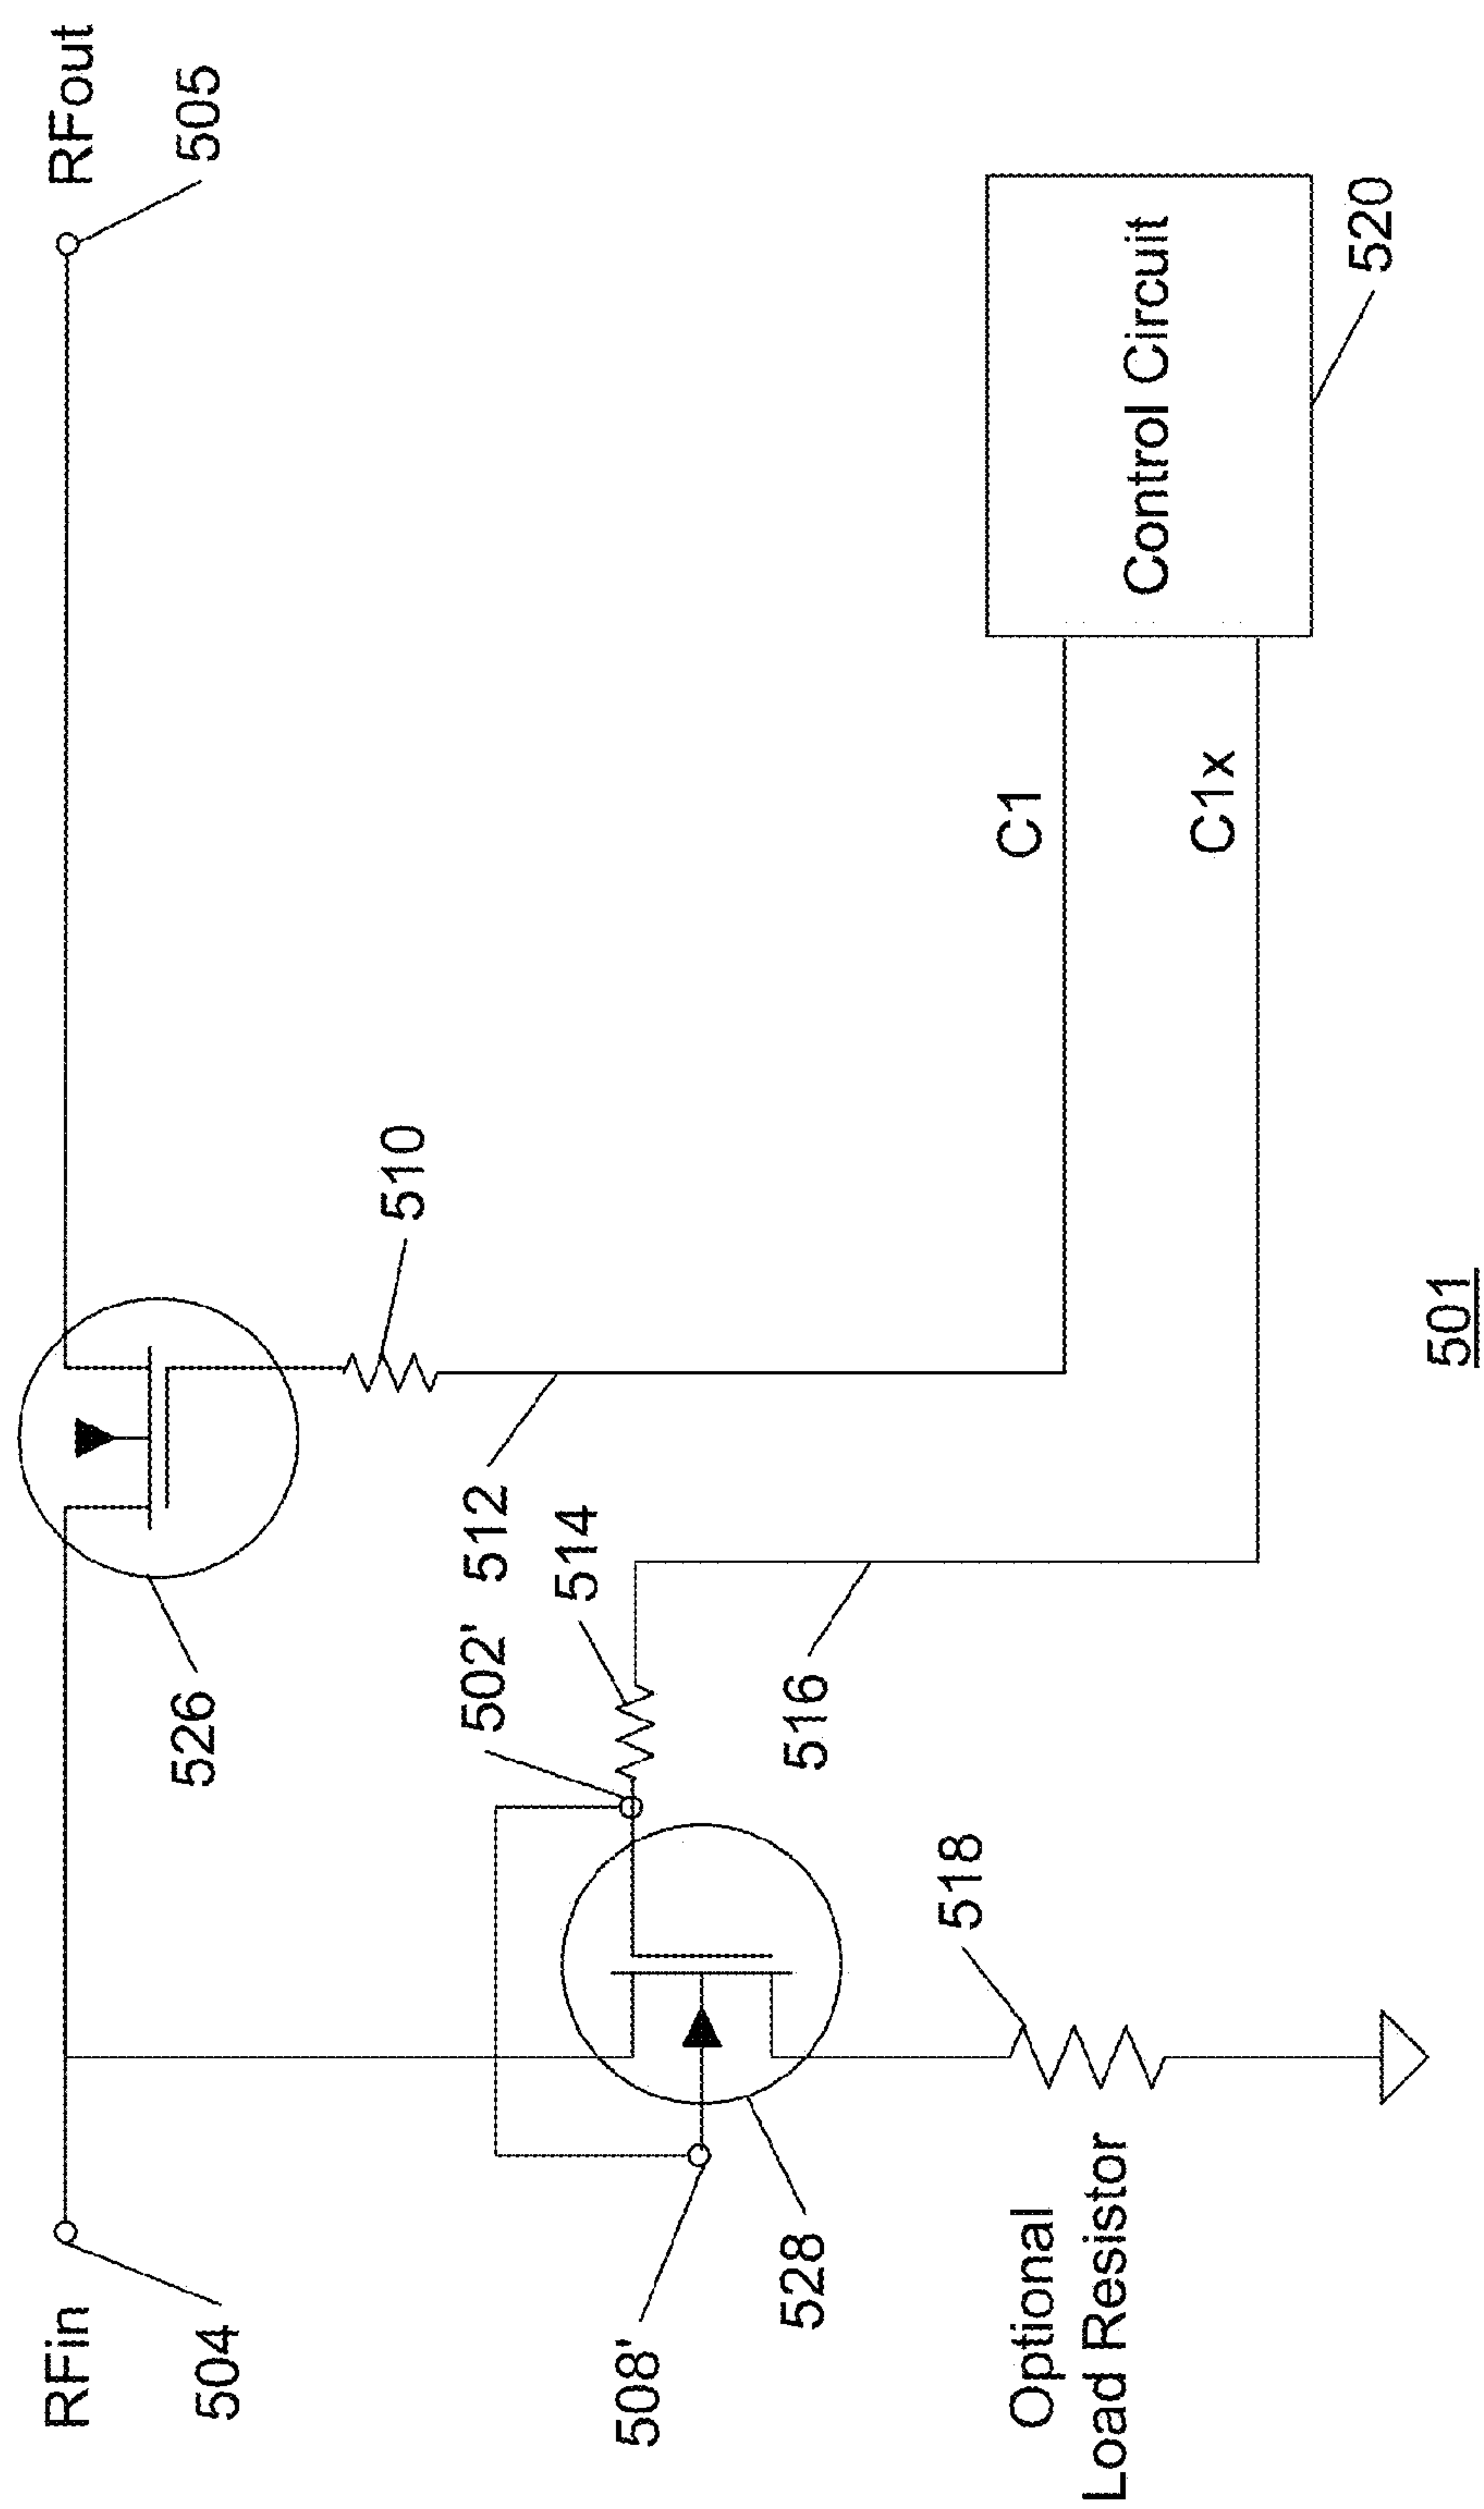 RFin
RFout
504
526
505
510
502'
512
514
508'
528
516
C1
518
Control Circuit
Optional
Load Resistor
C1x
520
501